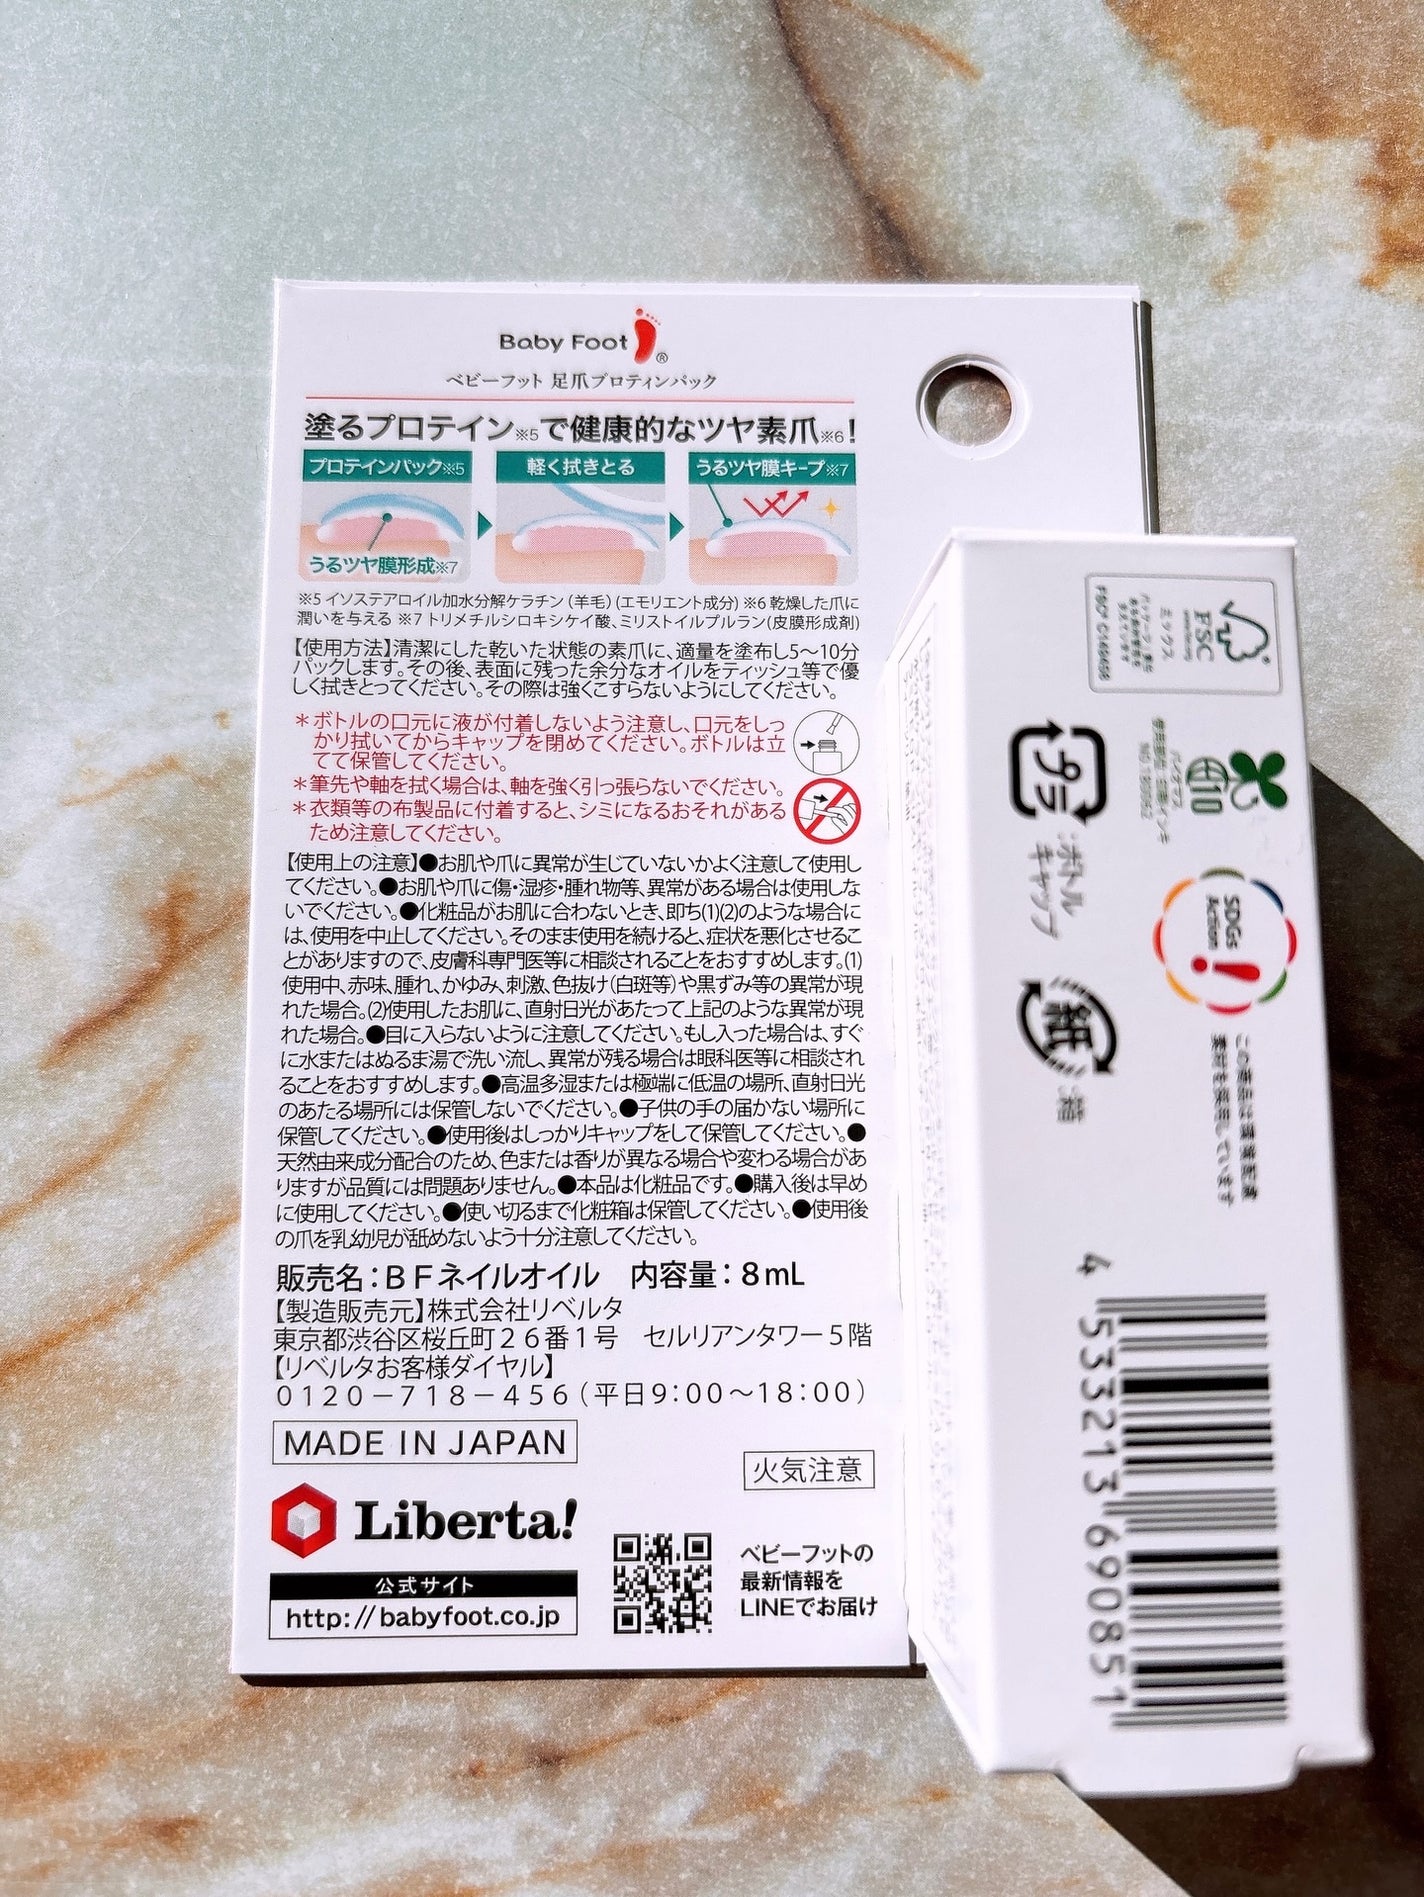 Baby Foot®
ベビーフット 足爪プロティンパック
塗るプロテイン※5で健康的なツヤ素爪※6!
プロテインパック※5
軽く拭きとる
うるツヤ膜キープ※7
うるツヤ膜形成※7
※5 イソステアロイル加水分解ケラチン(羊毛)(エモリエント成分) ※6 乾燥した爪に
潤いを与える ※7 トリメチルシロキシケイ酸、ミリストイルプルラン(皮膜形成剤)
【使用方法】清潔にした乾いた状態の素爪に、適量を塗布し5〜10分
パックします。その後、表面に残った余分なオイルをティッシュ等で優
しく拭きとってください。その際は強くこすらないようにしてください。
＊ボトルの口元に液が付着しないよう注意し、口元をしっ
かり拭いてからキャップを閉めてください。ボトルは立
てて保管してください。
＊筆先や軸を拭く場合は、軸を強く引っ張らないでください。
＊衣類等の布製品に付着すると、シミになるおそれがある
ため注意してください。
【使用上の注意】●お肌や爪に異常が生じていないかよく注意して使用し
てください。●お肌や爪に傷・湿疹・腫れ物等、異常がある場合は使用しな
いでください。●化粧品がお肌に合わないとき、即ち(1)(2)のような場合に
は、使用を中止してください。そのまま使用を続けると、症状を悪化させるこ
とがありますので、皮膚科専門医等に相談されることをおすすめします。(1)
使用中、赤味、腫れ、かゆみ、刺激、色抜け(白斑等)や黒ずみ等の異常が現
れた場合。(2)使用したお肌に、直射日光があたって上記のような異常が現
れた場合。●目に入らないように注意してください。もし入った場合は、すぐ
に水またはぬるま湯で洗い流し、異常が残る場合は眼科医等に相談され
ることをおすすめします。●高温多湿または極端に低温の場所、直射日光
のあたる場所には保管しないでください。●子供の手の届かない場所に
保管してください。●使用後はしっかりキャップをして保管してください。●
天然由来成分配合のため、色または香りが異なる場合や変わる場合があ
りますが品質には問題ありません。●本品は化粧品です。●購入後は早め
に使用してください。●使い切るまで化粧箱は保管してください。●使用後
の爪を乳幼児が舐めないよう十分注意してください。
販売名：ＢＦネイルオイル　内容量：8mL
【製造販売元】株式会社リベルタ
東京都渋谷区桜丘町２６番１号　セルリアンタワー５階
【リベルタお客様ダイヤル】
０１２０－７１８－４５６（平日９：００〜１８：００）
MADE IN JAPAN
火気注意
Liberta!
公式サイト
http://babyfoot.co.jp
ベビーフットの
最新情報を
LINEでお届け
FSC
ミックス
プラ
ボトル
キャップ
バイオマス
10
SDGs
Action!
紙
箱
この商品は環境配慮
素材を採用しています
4 533213 690851